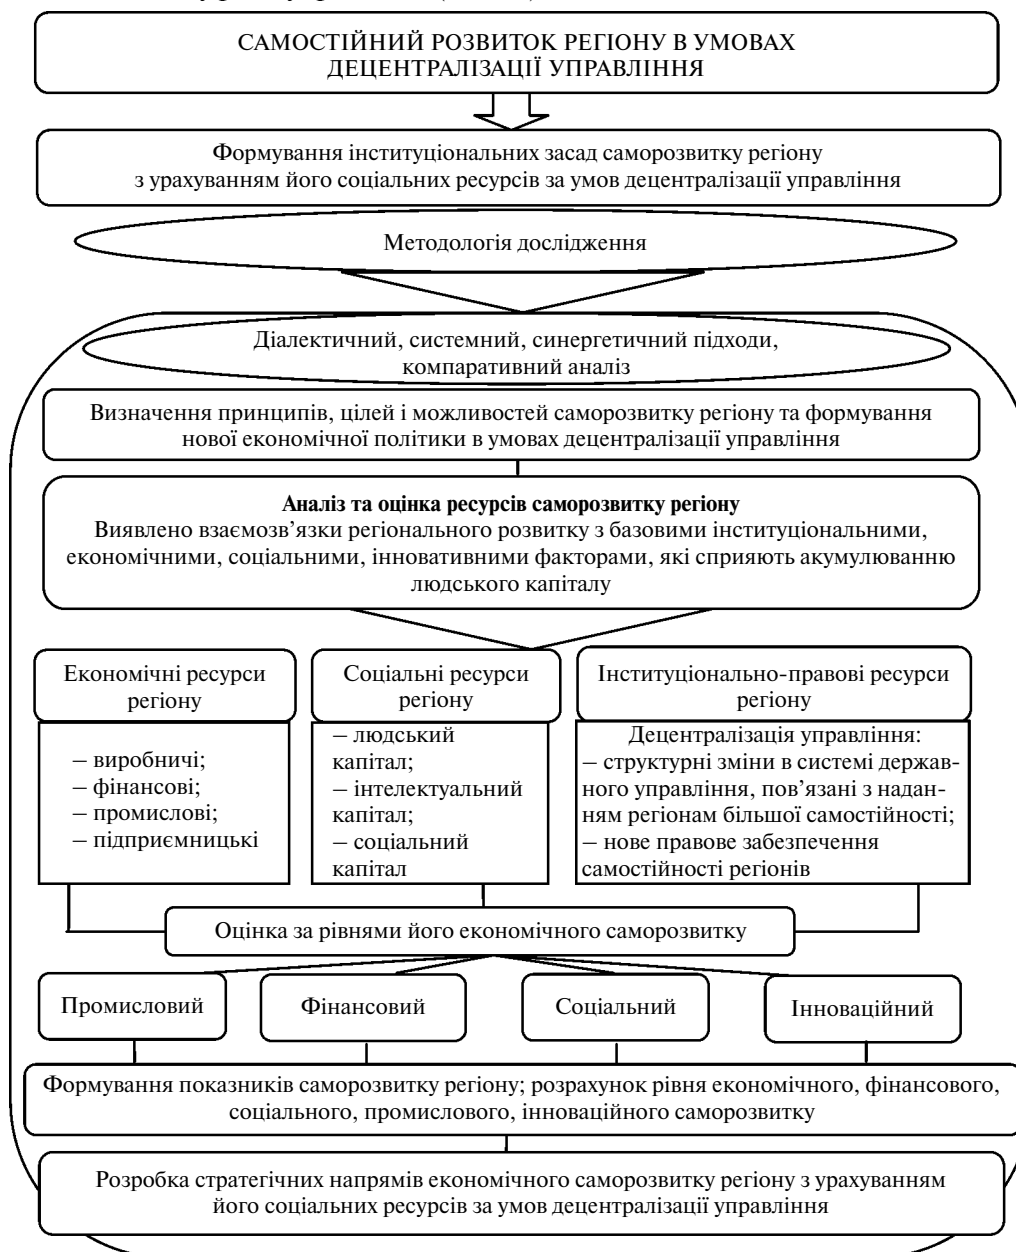 САМОСТІЙНИЙ РОЗВИТОК РЕГІОНУ В УМОВАХ
ДЕЦЕНТРАЛІЗАЦІЇ УПРАВЛІННЯ
Формування інституціональних засад саморозвитку регіону
з урахуванням його соціальних ресурсів за умов децентралізації управління
Методологія дослідження
Діалектичний, системний, синергетичний підходи,
компаративний аналіз
Визначення принципів, цілей і можливостей саморозвитку регіону та формування
нової економічної політики в умовах децентралізації управління
Аналіз та оцінка ресурсів саморозвитку регіону
Виявлено взаємозв’язки регіонального розвитку з базовими інституціональними,
економічними, соціальними, інноваційними факторами, які сприяють акумулюванню
людського капіталу
Економічні ресурси
регіону
– виробничі;
– фінансові;
– промислові;
– підприємницькі
Соціальні ресурси
регіону
– людський
капітал;
– інтелектуальний
капітал;
– соціальний
капітал
Інституціонально-правові ресурси
регіону
Децентралізація управління:
– структурні зміни в системі держав-
ного управління, пов’язані з надан-
ням регіонам більшої самостійності;
– нове правове забезпечення
самостійності регіонів
Оцінка за рівнями його економічного саморозвитку
Промисловий
Фінансовий
Соціальний
Інноваційний
Формування показників саморозвитку регіону; розрахунок рівня економічного, фінансового,
соціального, промислового, інноваційного саморозвитку
Розробка стратегічних напрямів економічного саморозвитку регіону з урахуванням
його соціальних ресурсів за умов децентралізації управління